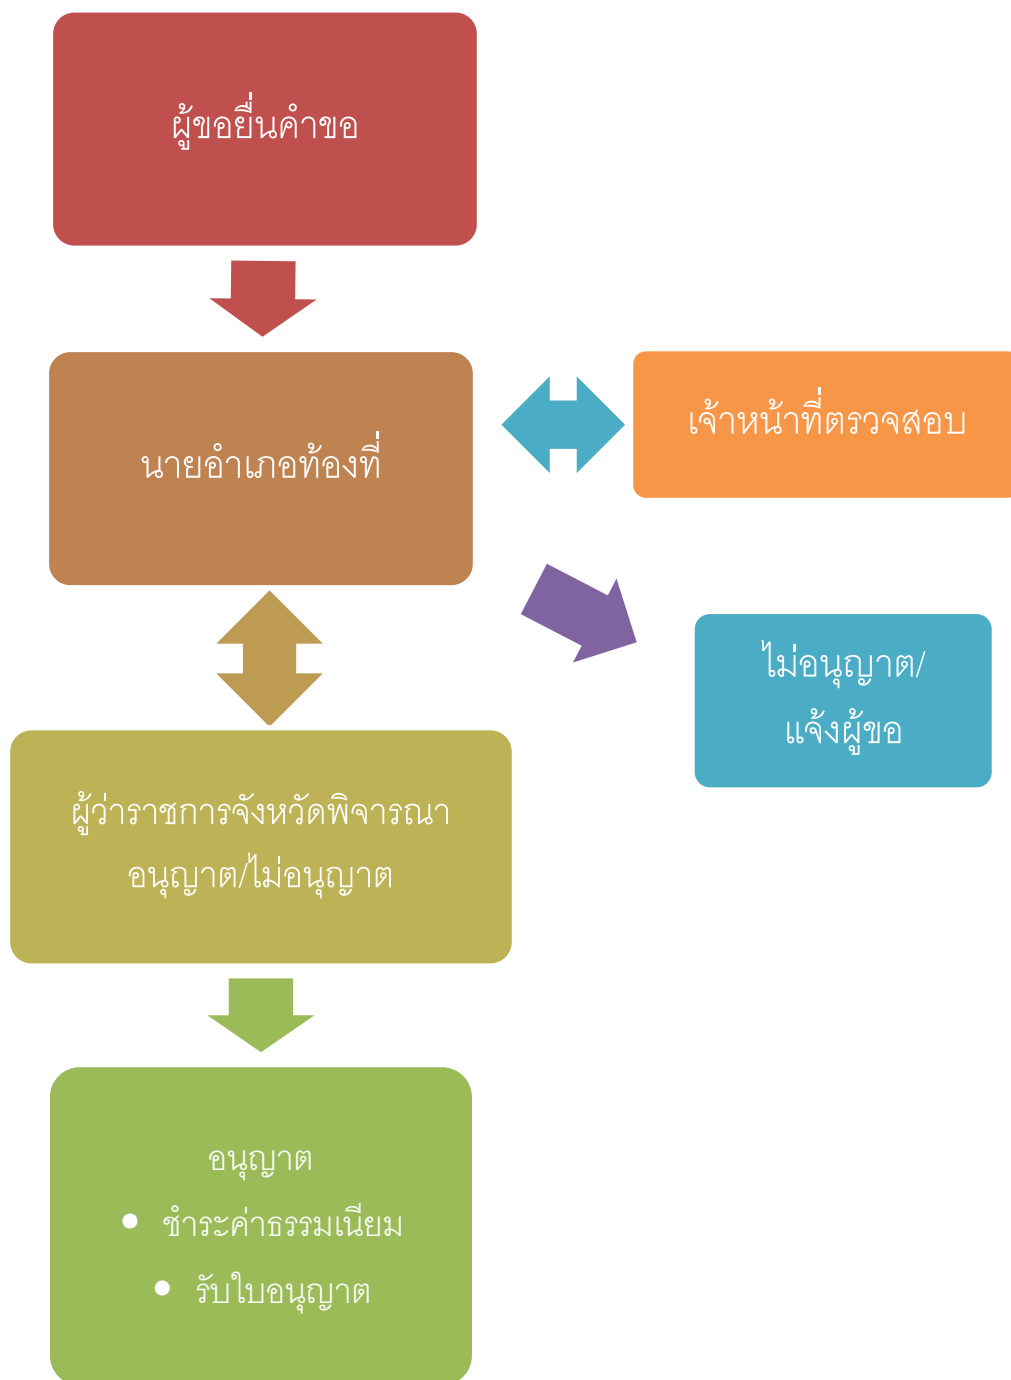 ผู้ขอยื่นคำขอ
นายอำเภอท้องที่
เจ้าหน้าที่ตรวจสอบ
ไม่อนุญาต/
แจ้งผู้ขอ
ผู้ว่าราชการจังหวัดพิจารณา
อนุญาต/ไม่อนุญาต
อนุญาต
• ชำระค่าธรรมเนียม
• รับใบอนุญาต